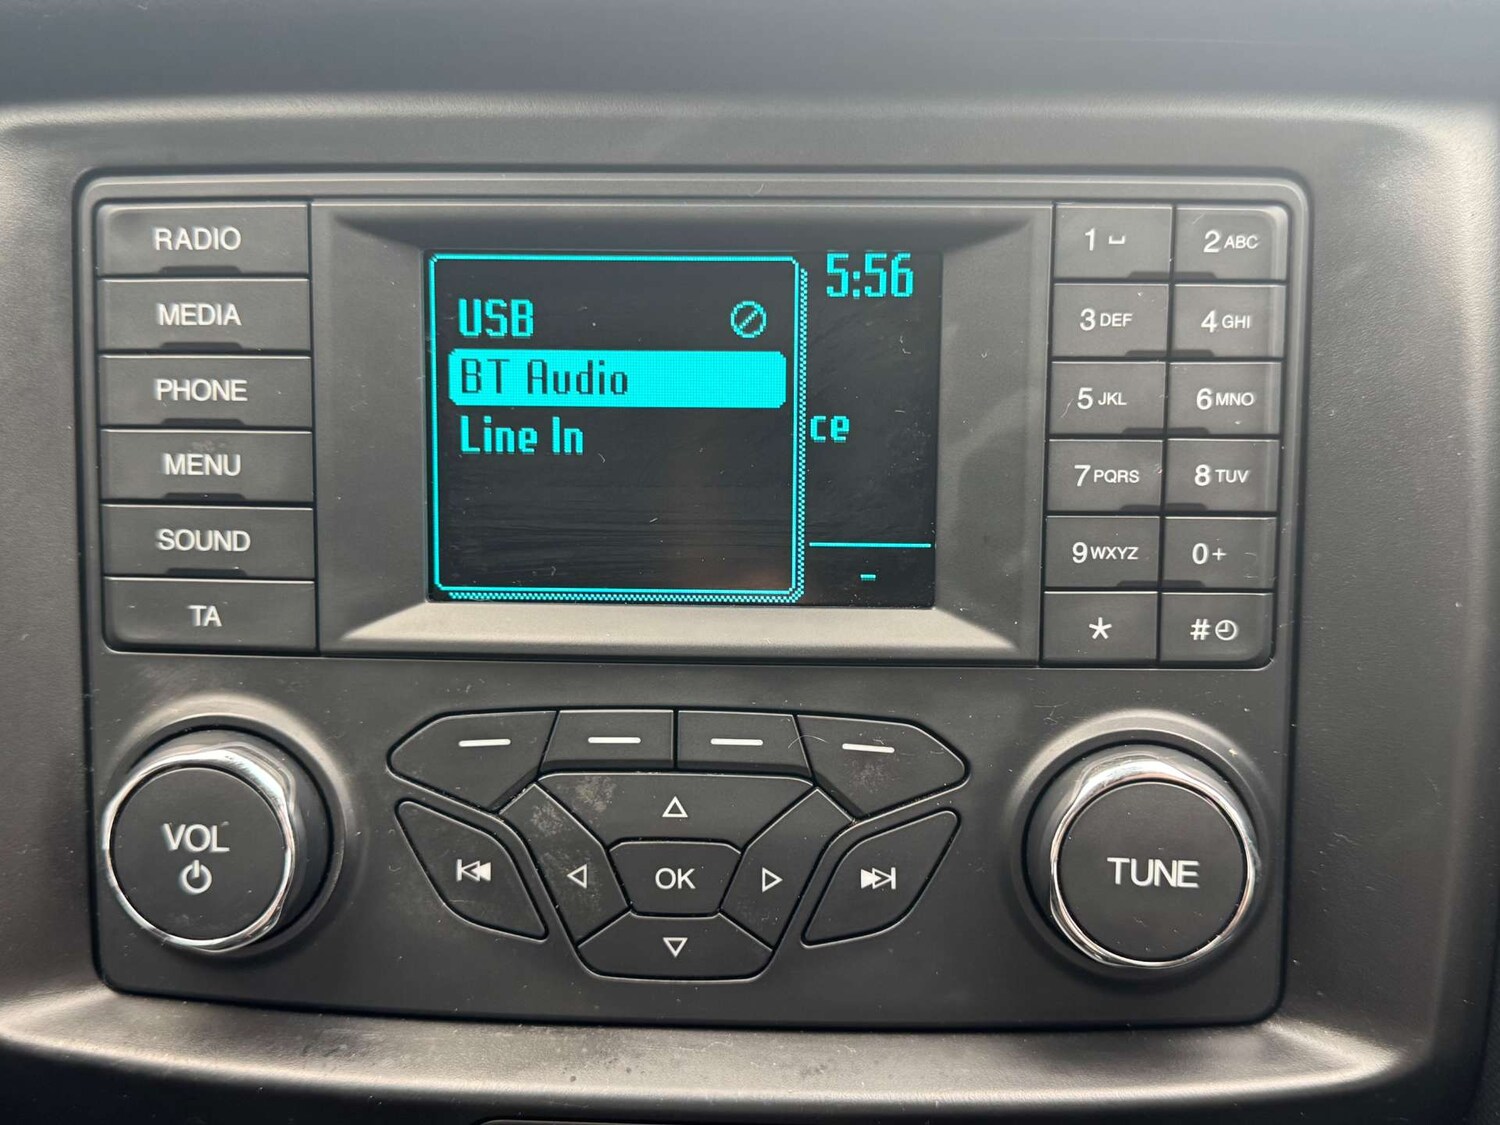 RADIO
MEDIA
PHONE
MENU
SOUND
TA
USB
BT Audio
Line In
5:56
ce
-
1 ⎵
2 ABC
3 DEF
4 GHI
5 JKL
6 MNO
7 PQRS
8 TUV
9 WXYZ
0 +
*
#
VOL
OK
TUNE